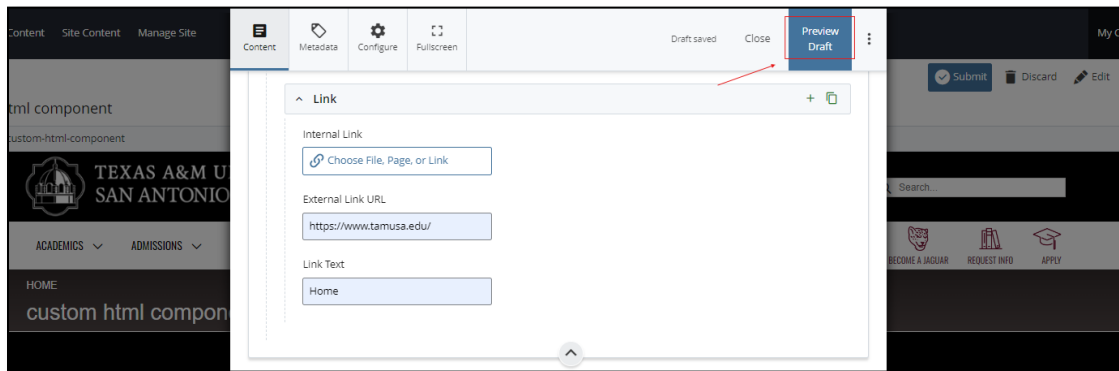 Content Site Content Manage Site
Content Metadata Configure Fullscreen
Draft saved Close Preview Draft
My
Submit Discard Edit
html component
custom-html-component
Link
Internal Link
Choose File, Page, or Link
External Link URL
https://www.tamusa.edu/
Link Text
Home
TEXAS A&M U
SAN ANTONIO
Search...
ACADEMICS ADMISSIONS
BECOME A JAGUAR REQUEST INFO APPLY
HOME
custom html compon